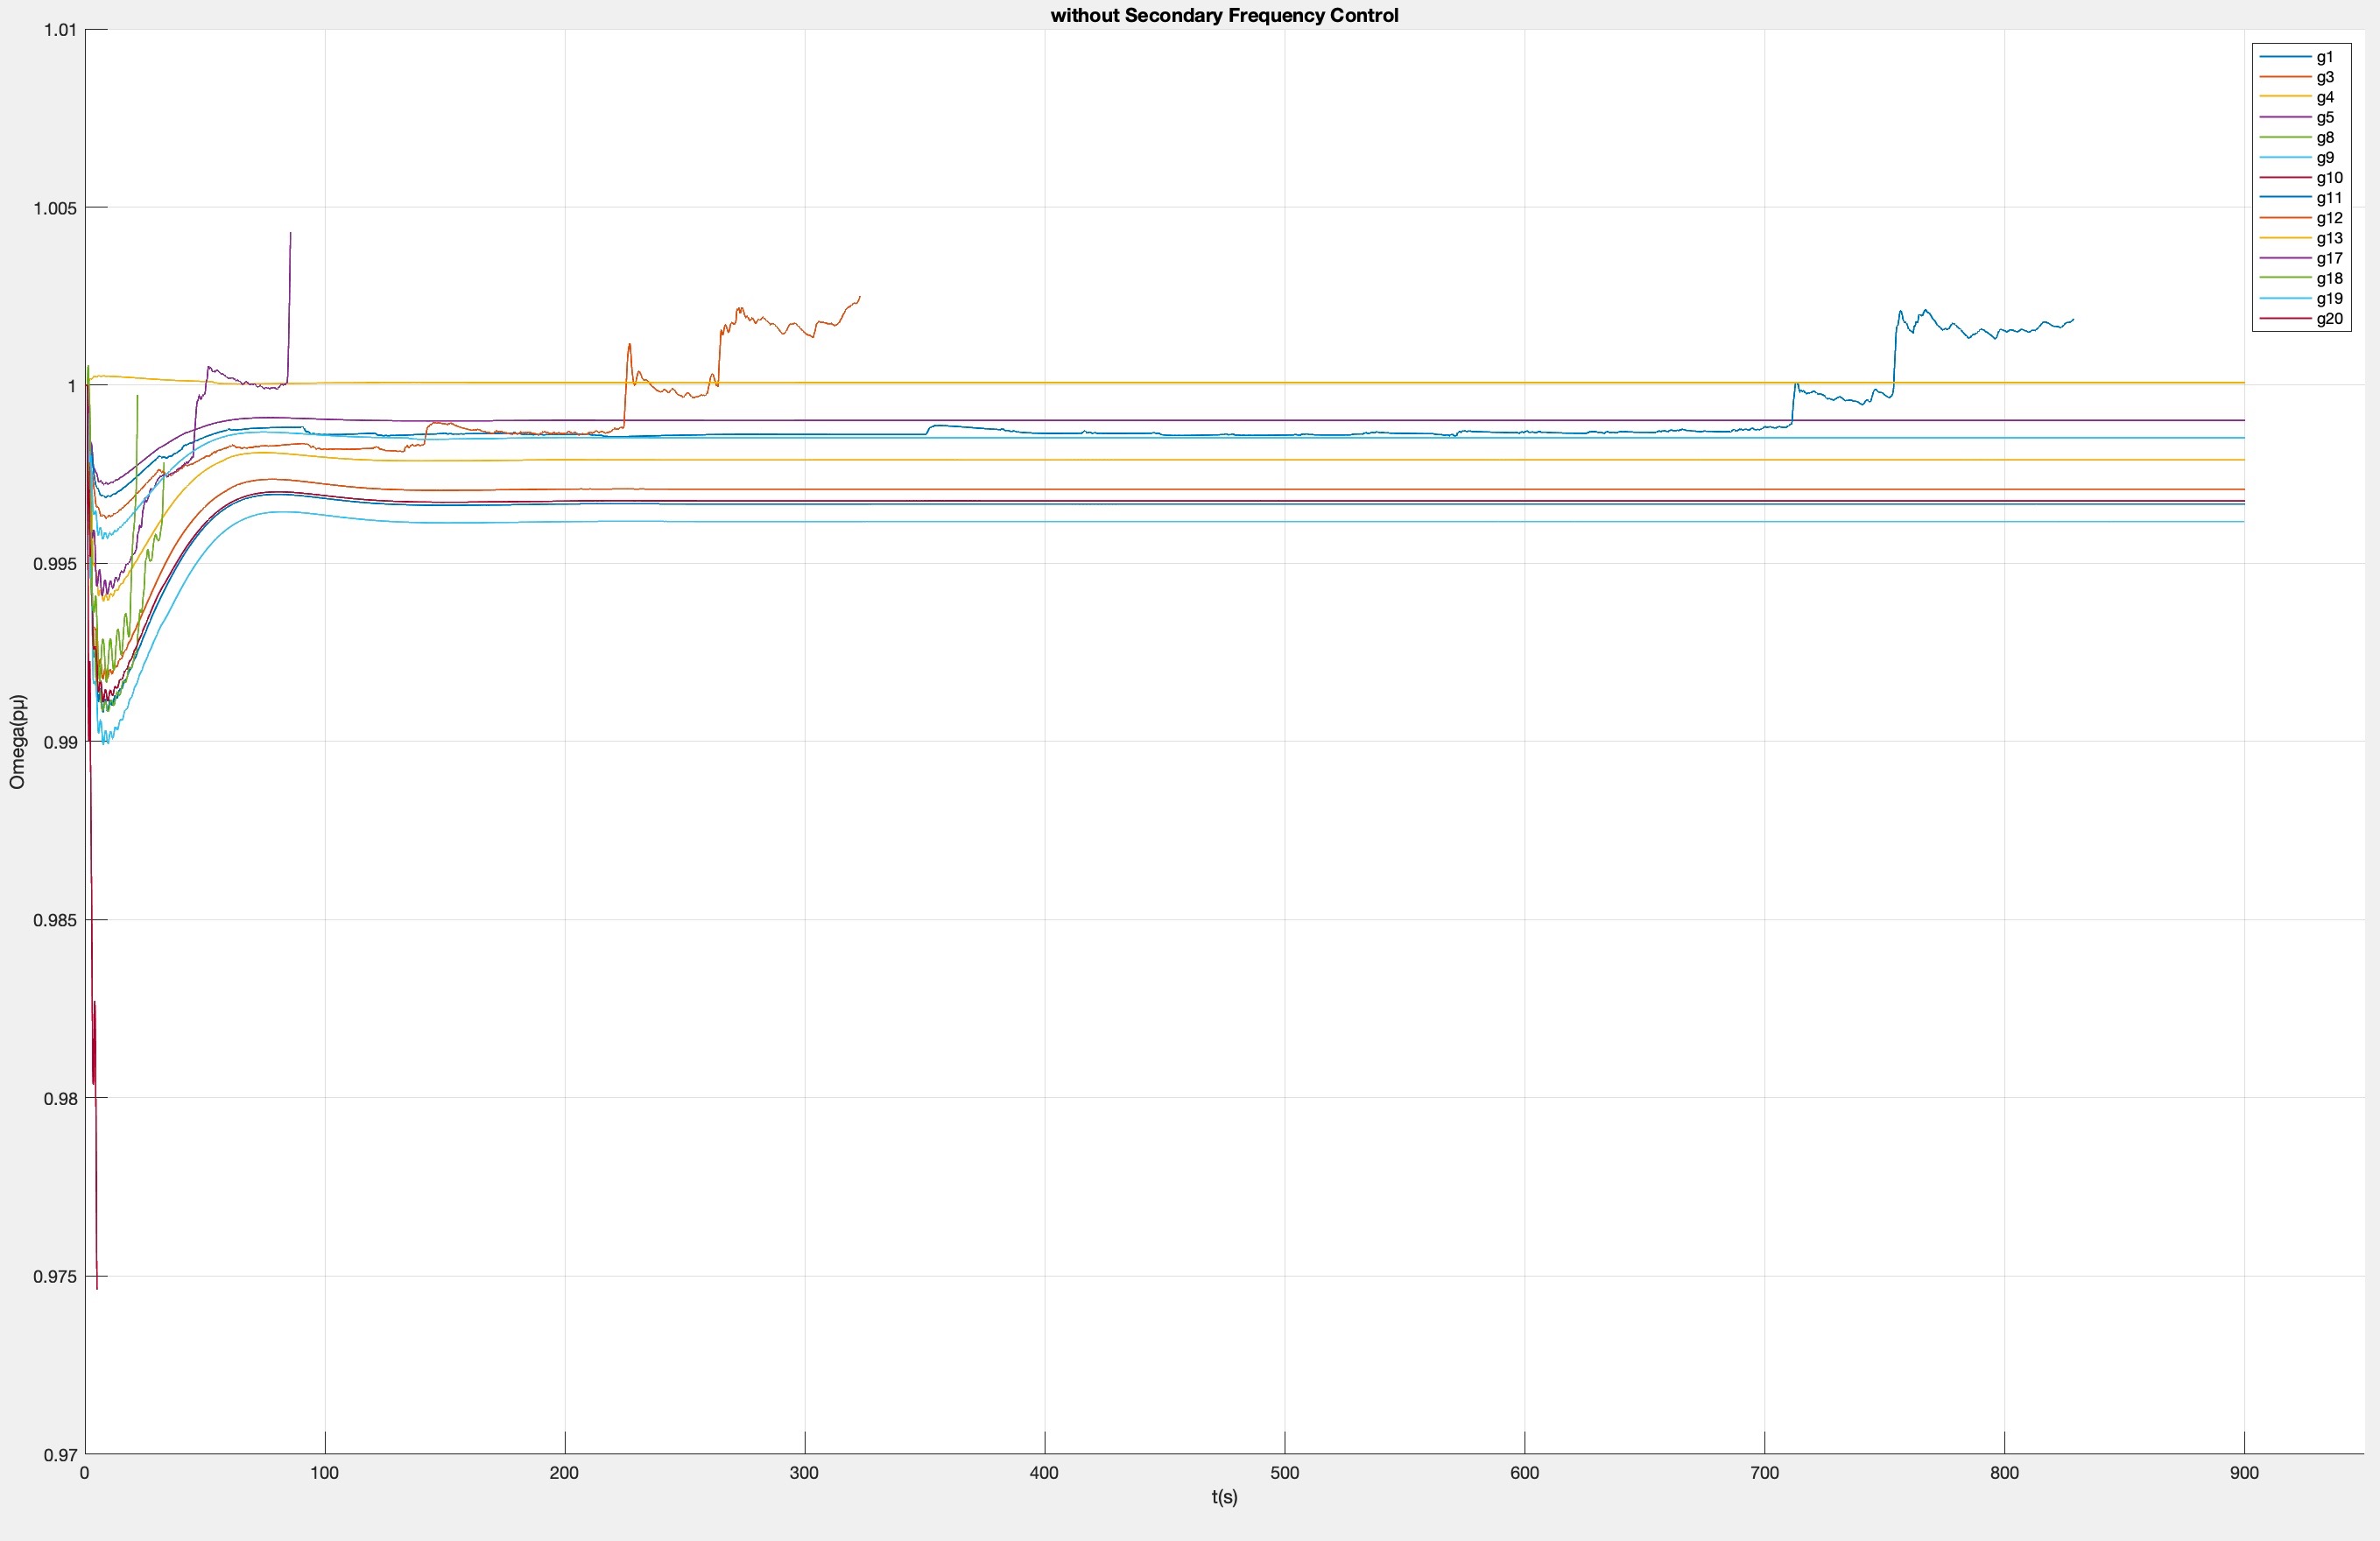 without Secondary Frequency Control
1.01
1.005
1
0.995
0.99
0.985
0.98
0.975
0.97
Omega(pμ)
0
100
200
300
400
500
600
700
800
900
t(s)
g1
g3
g4
g5
g8
g9
g10
g11
g12
g13
g17
g18
g19
g20